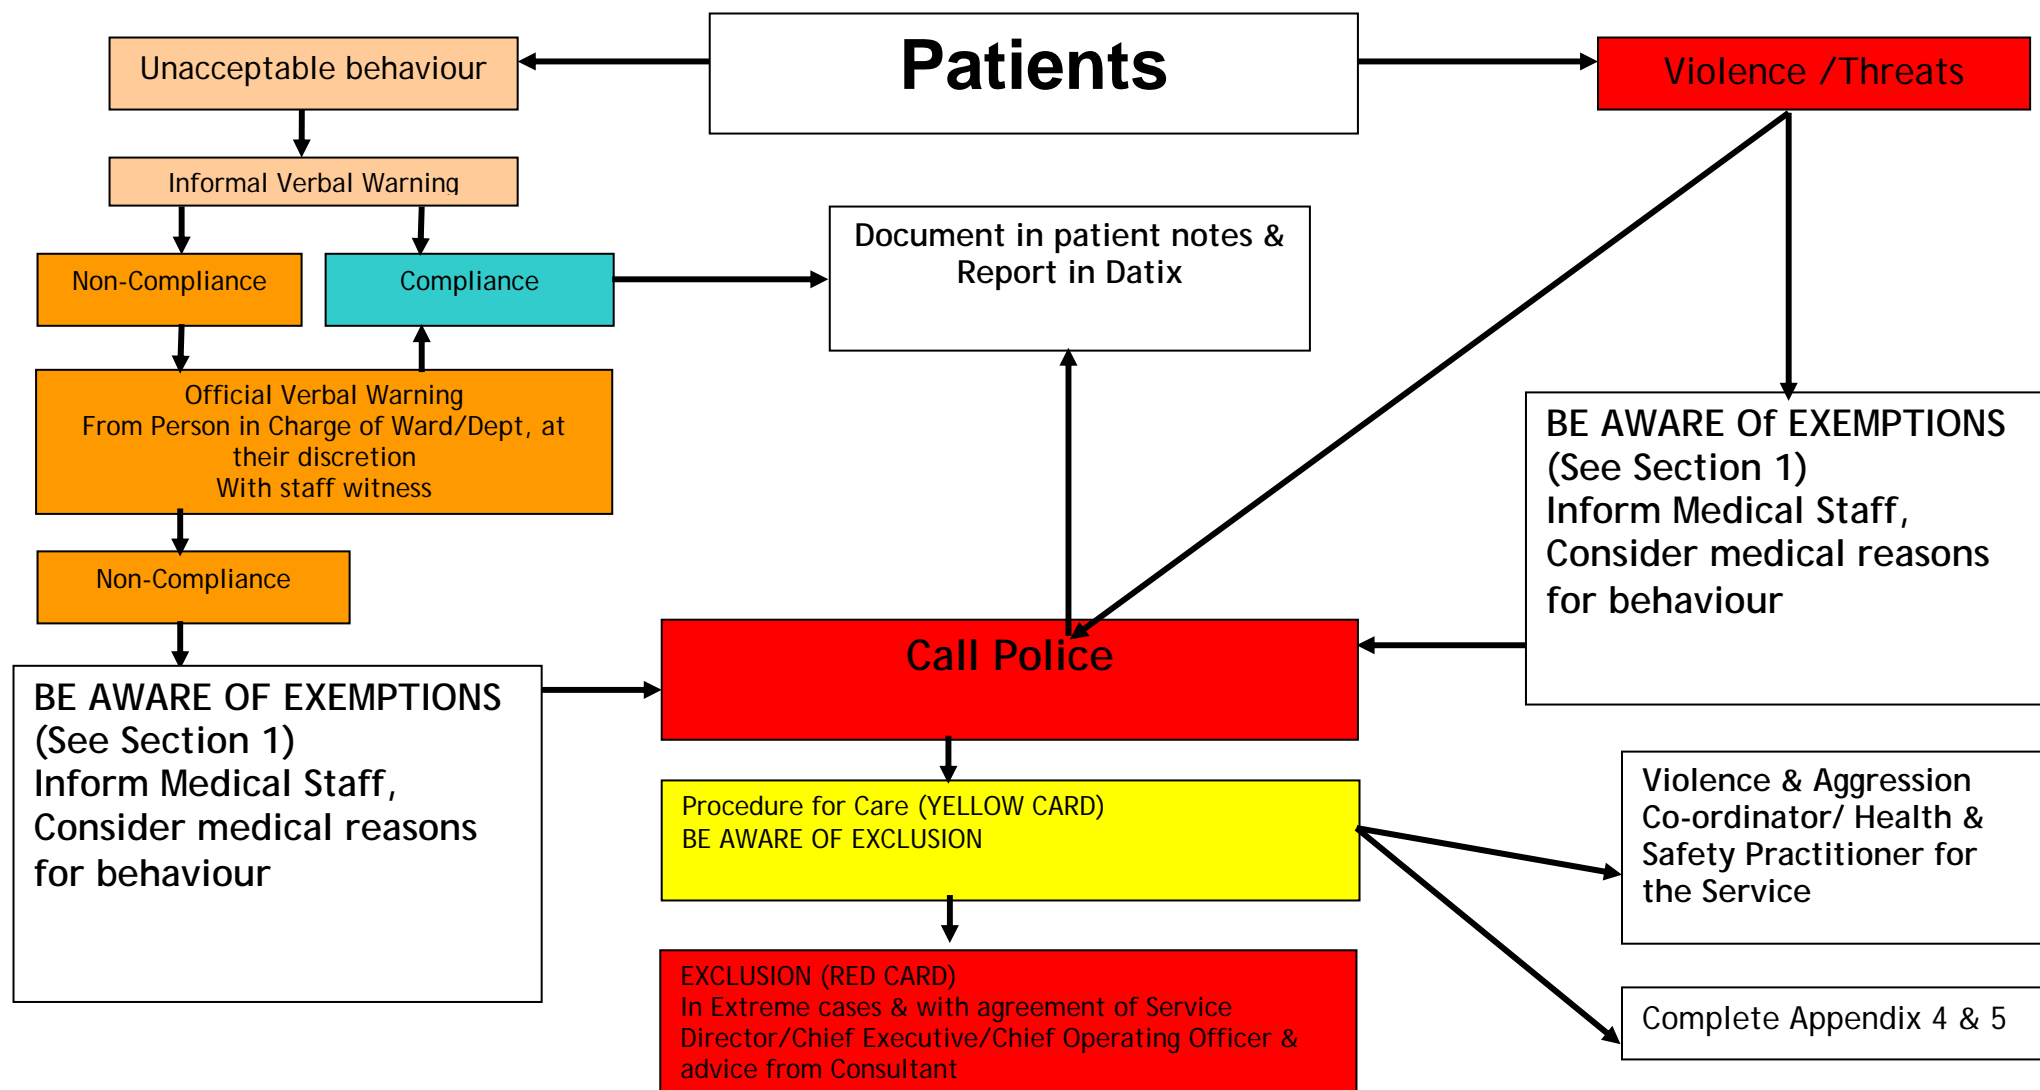 Patients
Unacceptable behaviour
Violence /Threats
Informal Verbal Warning
Non-Compliance
Compliance
Document in patient notes &
Report in Datix
Official Verbal Warning
From Person in Charge of Ward/Dept, at
their discretion
With staff witness
Non-Compliance
BE AWARE OF EXEMPTIONS
(See Section 1)
Inform Medical Staff,
Consider medical reasons
for behaviour
BE AWARE Of EXEMPTIONS
(See Section 1)
Inform Medical Staff,
Consider medical reasons
for behaviour
Call Police
Procedure for Care (YELLOW CARD)
BE AWARE OF EXCLUSION
Violence & Aggression
Co-ordinator/ Health &
Safety Practitioner for
the Service
EXCLUSION (RED CARD)
In Extreme cases & with agreement of Service
Director/Chief Executive/Chief Operating Officer &
advice from Consultant
Complete Appendix 4 & 5